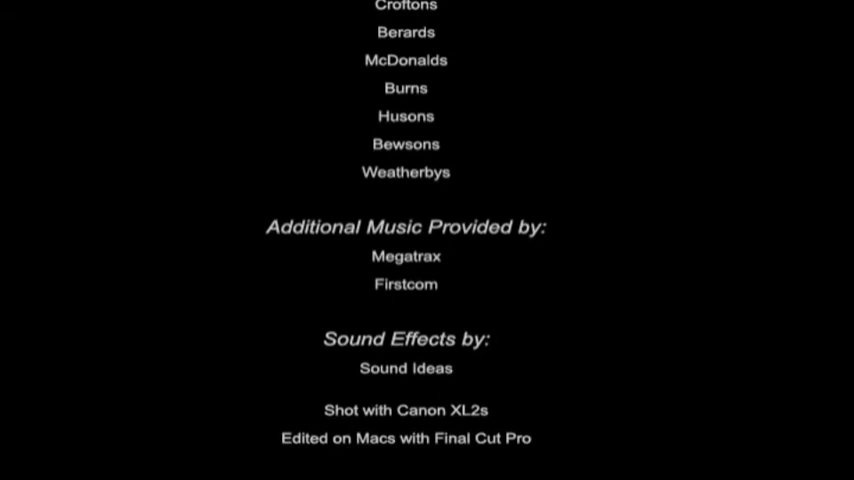 Croftons
Berards
McDonalds
Burns
Husons
Bewsons
Weatherbys
Additional Music Provided by:
Megatrax
Firstcom
Sound Effects by:
Sound Ideas
Shot with Canon XL2s
Edited on Macs with Final Cut Pro